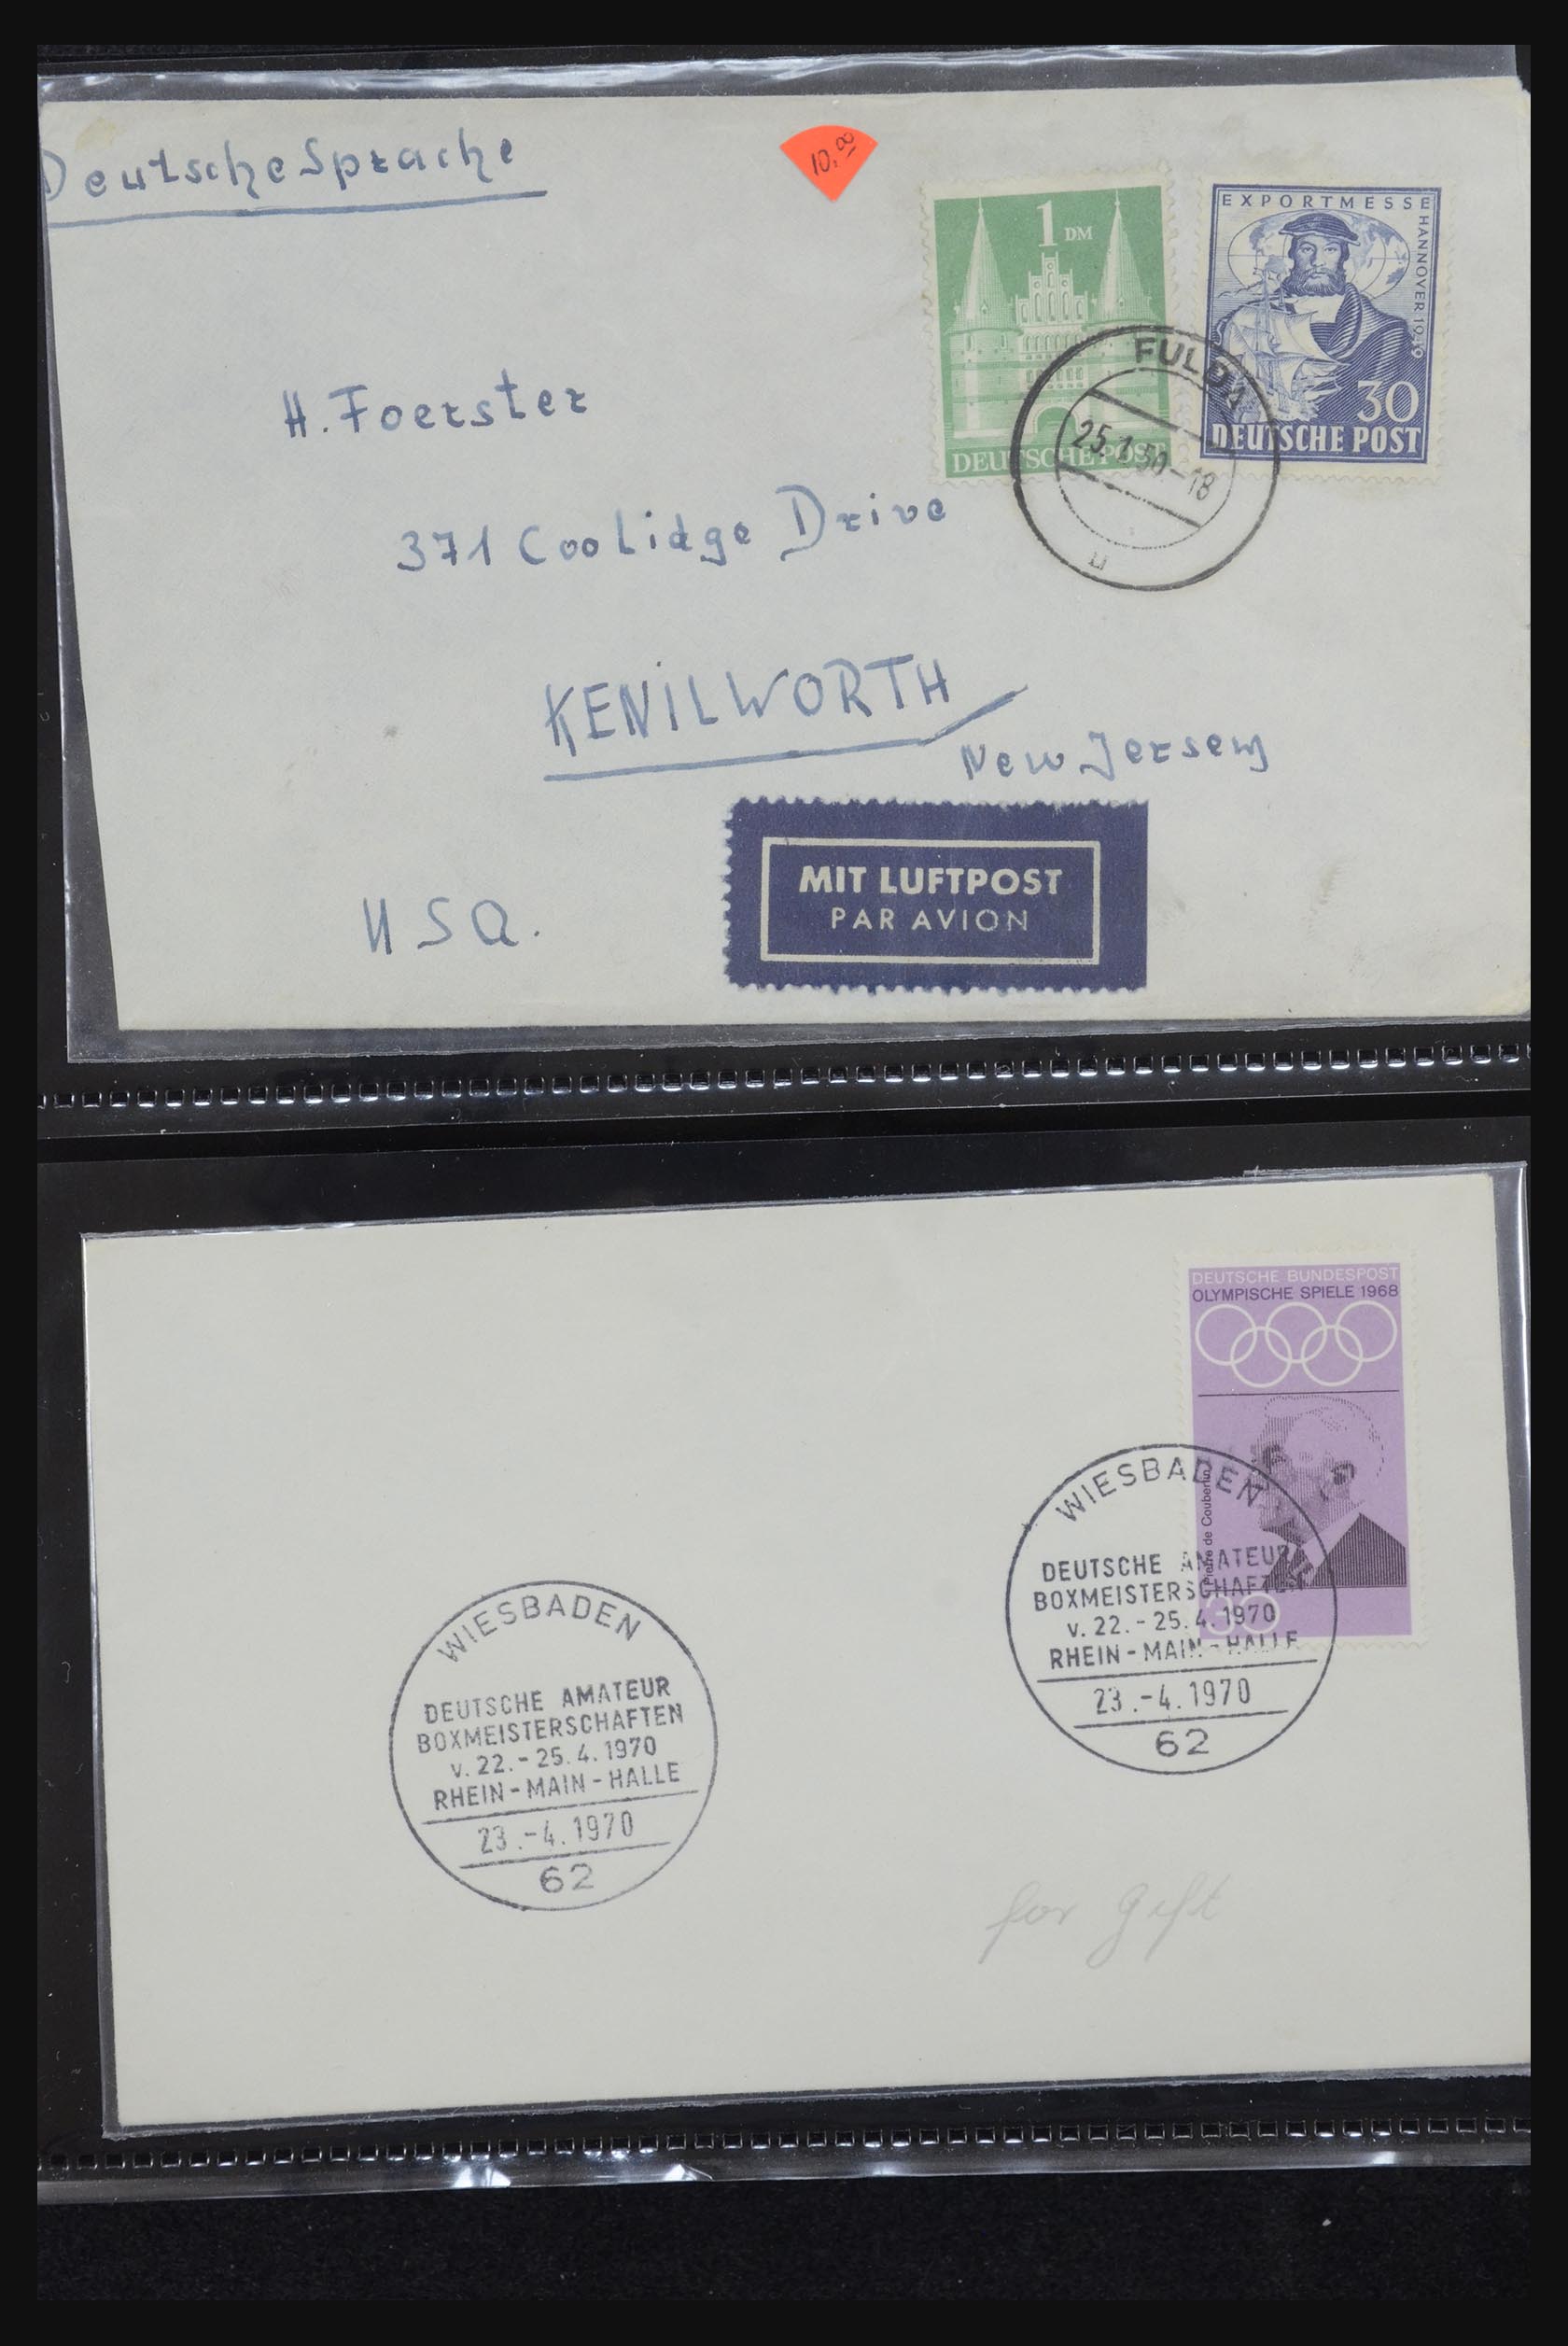 Deutsche Sprache
10.00
1 DM
DEUTSCHE POST
EXPORTMESSE
HANNOVER 1949
30
DEUTSCHE POST
FULDA
25.1.50-18
u
H. Foerster
371 Coolidge Drive
KENILWORTH
New Jersey
MIT LUFTPOST
PAR AVION
USA.
DEUTSCHE BUNDESPOST
OLYMPISCHE SPIELE 1968
Pierre de Coubertin
30
WIESBADEN
DEUTSCHE AMATEUR
BOXMEISTERSCHAFTEN
v. 22. - 25. 4. 1970
RHEIN - MAIN - HALLE
23. -4. 1970
62
WIESBADEN
DEUTSCHE AMATEUR
BOXMEISTERSCHAFTEN
v. 22. - 25. 4. 1970
RHEIN - MAIN - HALLE
23. -4. 1970
62
for gift